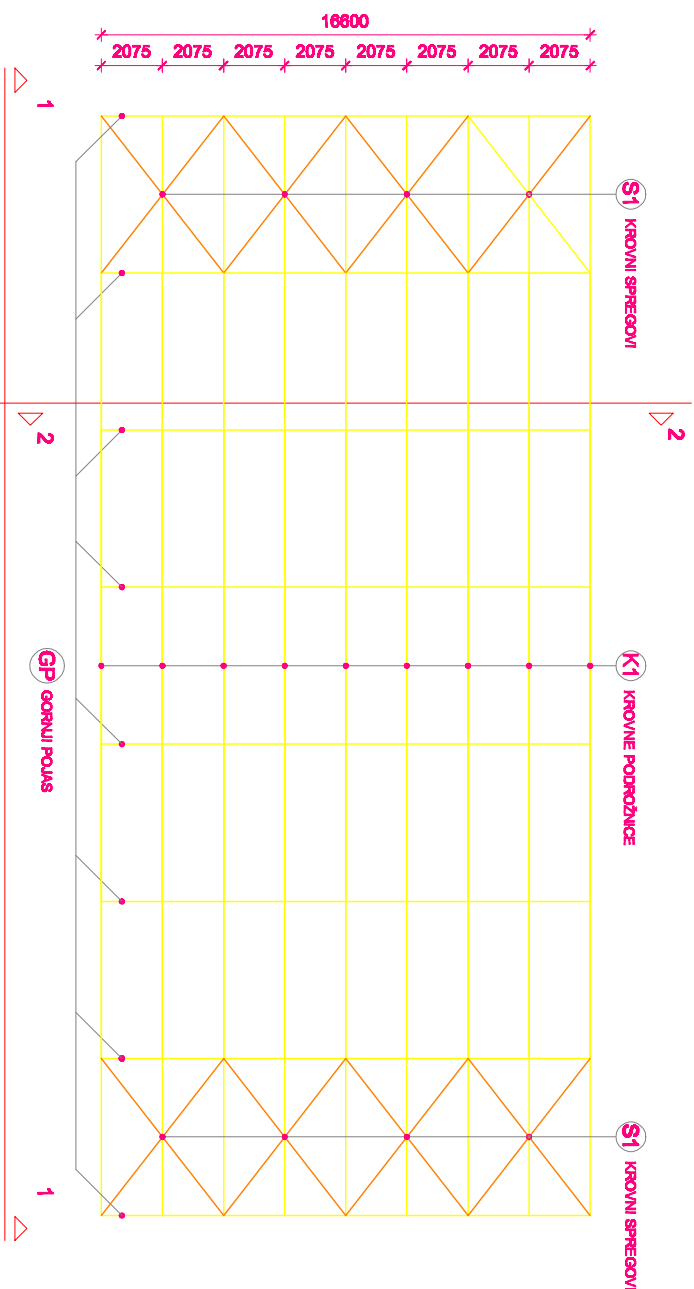 16600
2075 2075 2075 2075 2075 2075 2075 2075
1
S1 KROVNI SPREGOVI
2
2
K1 KROVNE PODROŽNICE
GP GORNJI POJAS
S1 KROVNI SPREGOVI
1